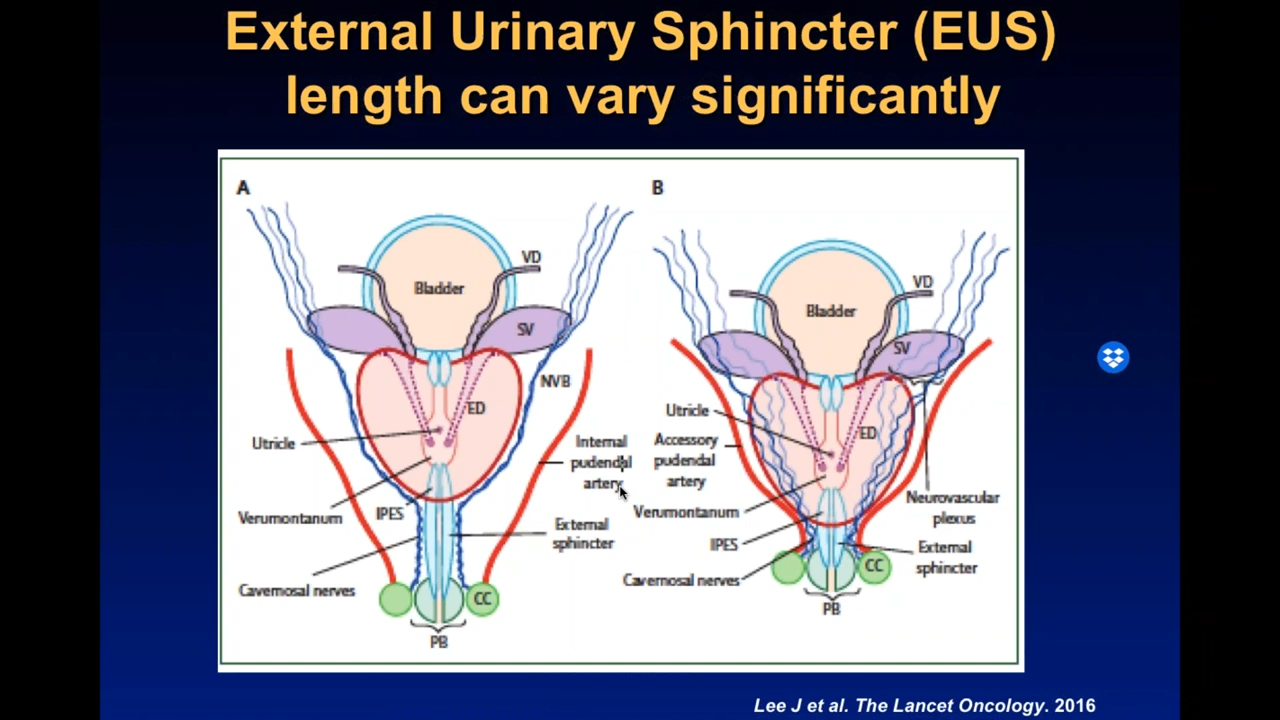 External Urinary Sphincter (EUS)
length can vary significantly
A
VD
Bladder
SV
NVB
ED
Utricle
Internal
pudendal
artery
Verumontanum
IPES
External
sphincter
Cavernosal nerves
CC
PB
B
VD
Bladder
SV
Utricle
ED
Accessory
pudendal
artery
Neurovascular
plexus
Verumontanum
IPES
External
sphincter
CC
Cavernosal nerves
PB
Lee J et al. The Lancet Oncology. 2016